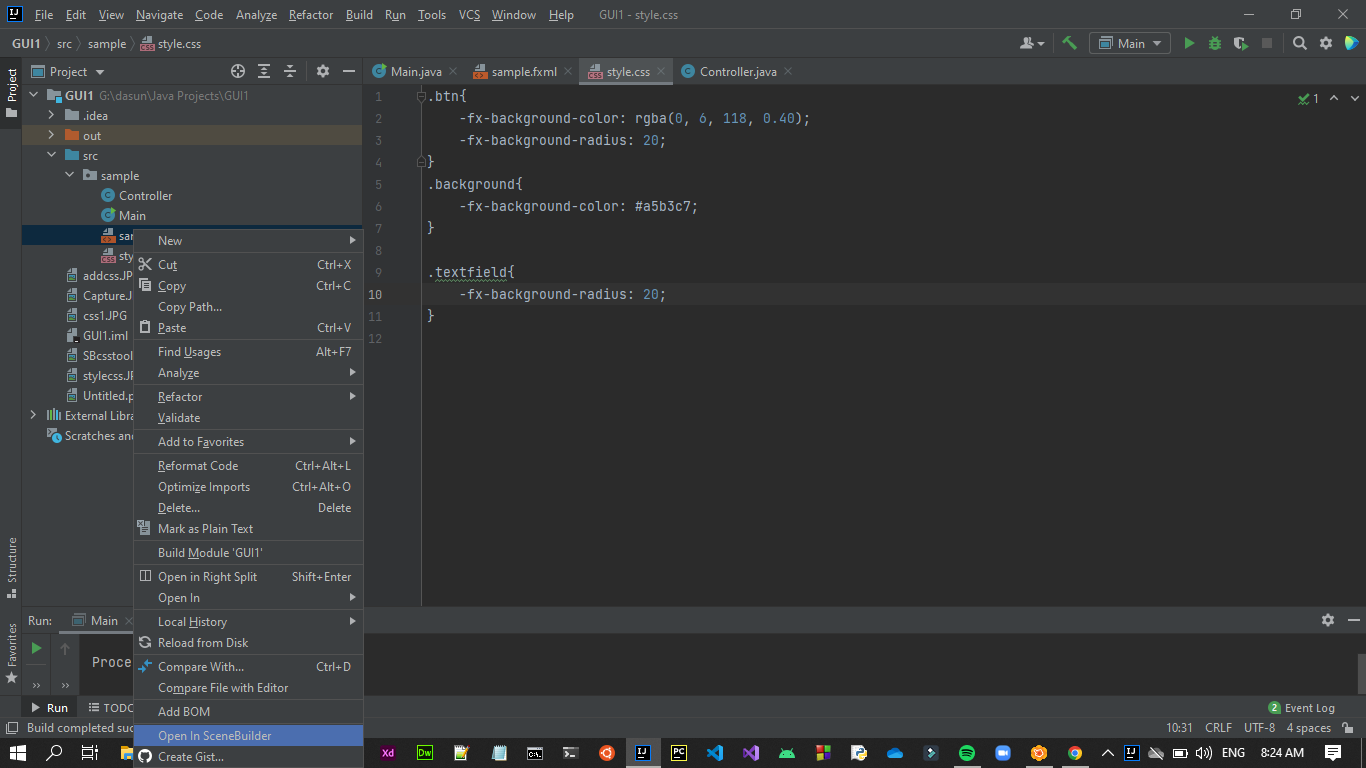 File Edit View Navigate Code Analyze Refactor Build Run Tools VCS Window Help GUI1 - style.css
GUI1 src sample style.css
Main
Project
Project
Main.java
sample.fxml
style.css
Controller.java
GUI1 G:\dasun\Java Projects\GUI1
.idea
out
src
sample
Controller
Main
sar
sty
addcss.JP
Capture.J
css1.JPG
GUI1.iml
SBcsstool
stylecss.JP
Untitled.p
External Libra
Scratches and
New
Cut Ctrl+X
Copy Ctrl+C
Copy Path...
Paste Ctrl+V
Find Usages Alt+F7
Analyze
Refactor
Validate
Add to Favorites
Reformat Code Ctrl+Alt+L
Optimize Imports Ctrl+Alt+O
Delete... Delete
Mark as Plain Text
Build Module 'GUI1'
Open in Right Split Shift+Enter
Open In
Local History
Reload from Disk
Compare With... Ctrl+D
Compare File with Editor
Add BOM
Open In SceneBuilder
Create Gist...
1 .btn{
2 -fx-background-color: rgba(0, 6, 118, 0.40);
3 -fx-background-radius: 20;
4 }
5 .background{
6 -fx-background-color: #a5b3c7;
7 }
8
9 .textfield{
10 -fx-background-radius: 20;
11 }
12
1
Structure
Favorites
Run: Main
Proce
Run TODO
2 Event Log
Build completed suc
10:31 CRLF UTF-8 4 spaces
Xd Dw IJ PC IJ ENG 8:24 AM